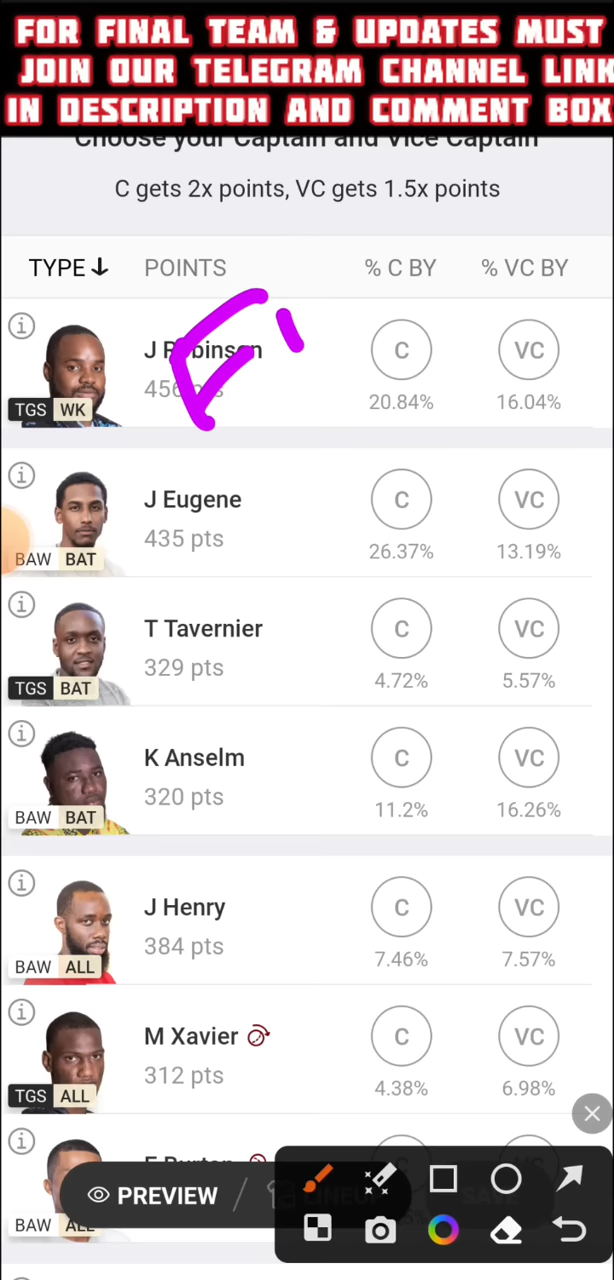 FOR FINAL TEAM & UPDATES MUST
JOIN OUR TELEGRAM CHANNEL LINK
IN DESCRIPTION AND COMMENT BOX
Choose your Captain and Vice Captain
C gets 2x points, VC gets 1.5x points
TYPE POINTS % C BY % VC BY
J Robinson C VC
456 pts 20.84% 16.04%
TGS WK
J Eugene C VC
435 pts 26.37% 13.19%
BAW BAT
T Tavernier C VC
329 pts 4.72% 5.57%
TGS BAT
K Anselm C VC
320 pts 11.2% 16.26%
BAW BAT
J Henry C VC
384 pts 7.46% 7.57%
BAW ALL
M Xavier C VC
312 pts 4.38% 6.98%
TGS ALL
PREVIEW /
BAW ALL